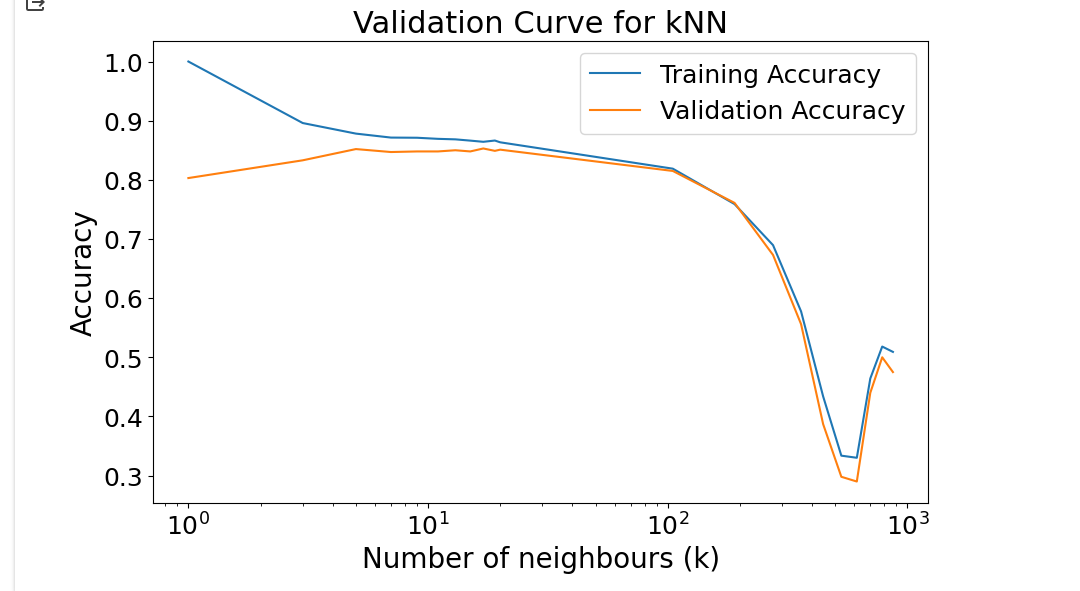 Validation Curve for kNN
Training Accuracy
Validation Accuracy
1.0
0.9
0.8
0.7
0.6
0.5
0.4
0.3
Accuracy
10⁰ 10¹ 10² 10³
Number of neighbours (k)